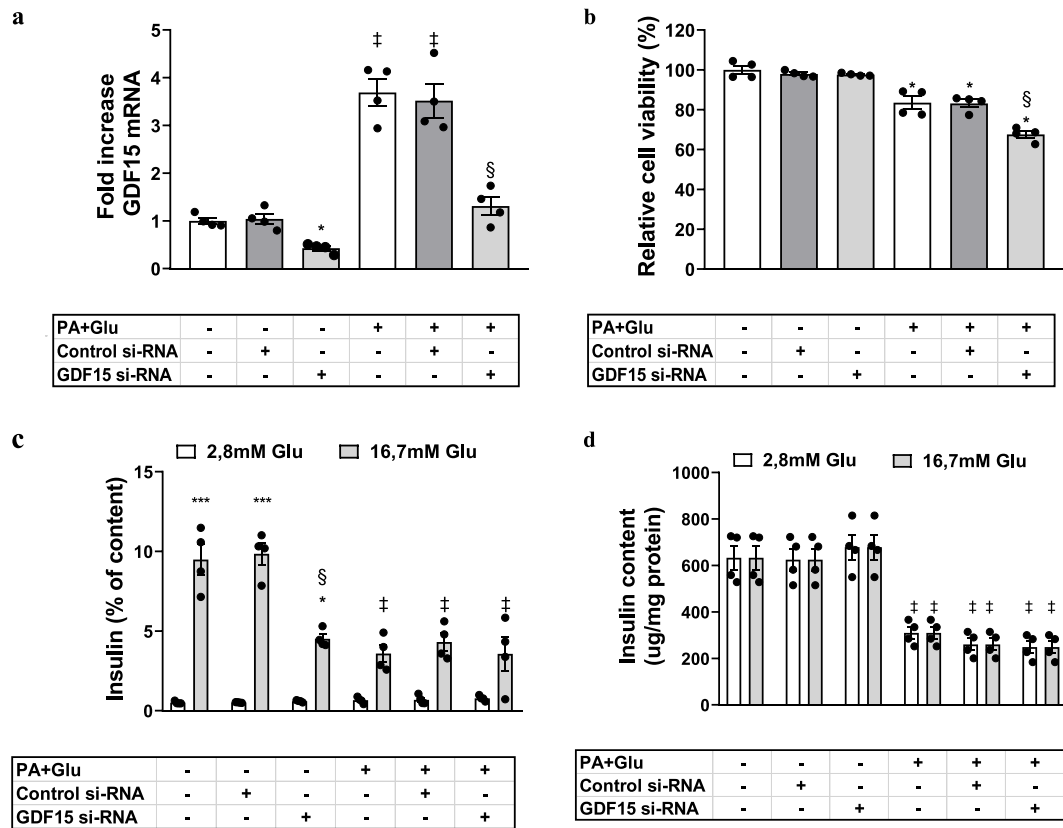 a
Fold increase
GDF15 mRNA
5
4
3
2
1
0
‡ ‡
* §
PA+Glu - - - + + +
Control si-RNA - + - - + -
GDF15 si-RNA - - + - - +
b
Relative cell viability (%)
120
100
80
60
40
20
0
* * §
*
PA+Glu - - - + + +
Control si-RNA - + - - + -
GDF15 si-RNA - - + - - +
c
2,8mM Glu 16,7mM Glu
Insulin (% of content)
15
10
5
0
*** ***
§ ‡ ‡ ‡
*
PA+Glu - - - + + +
Control si-RNA - + - - + -
GDF15 si-RNA - - + - - +
d
2,8mM Glu 16,7mM Glu
Insulin content
(ug/mg protein)
1000
800
600
400
200
0
‡ ‡ ‡ ‡ ‡ ‡
PA+Glu - - - + + +
Control si-RNA - + - - + -
GDF15 si-RNA - - + - - +